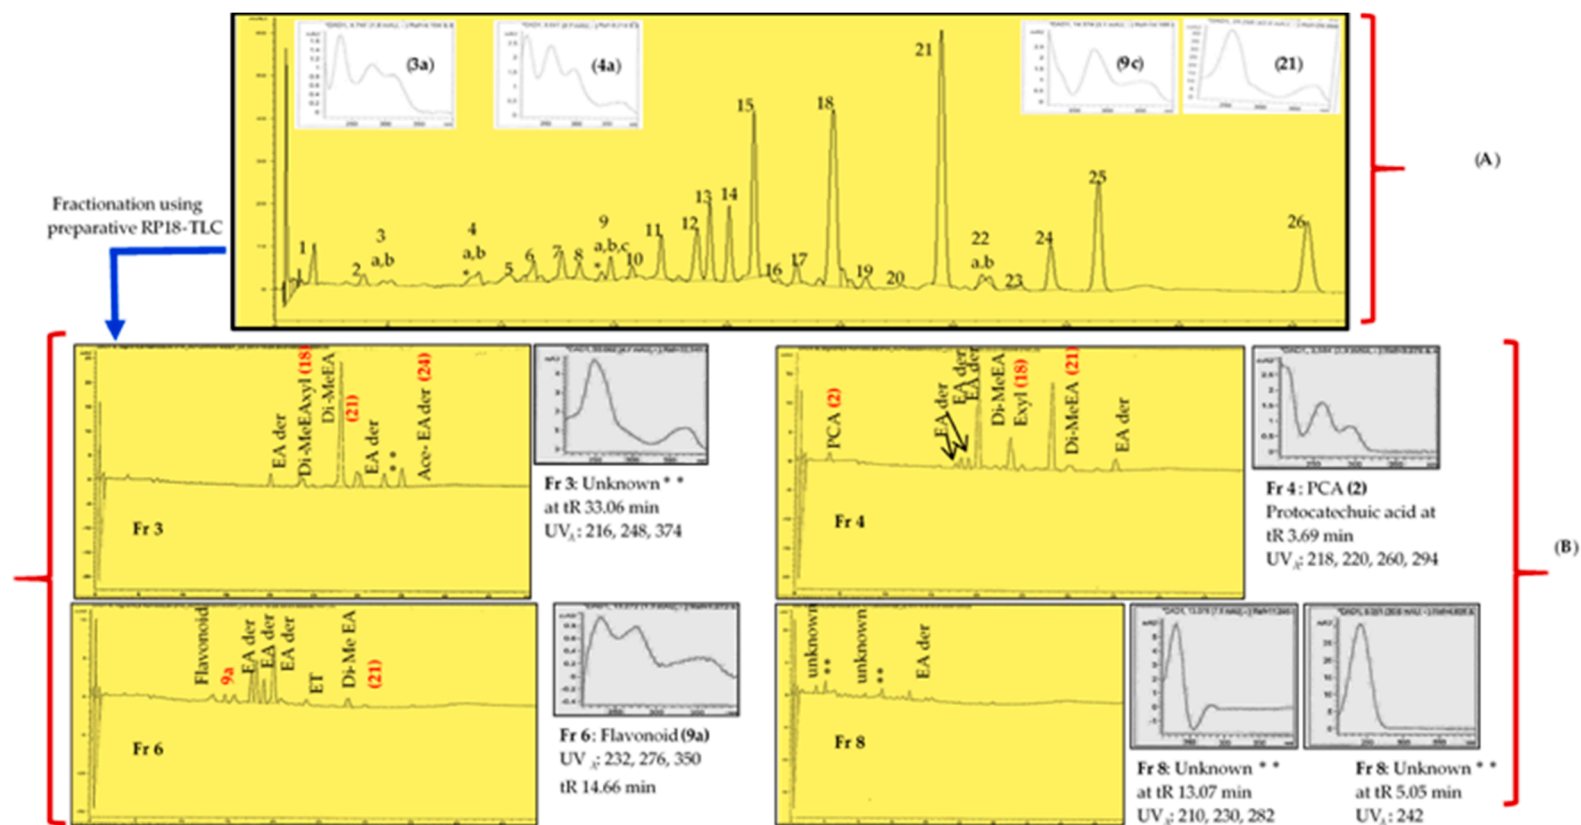 (3a)
(4a)
(9c)
(21)
(A)
Fractionation using
preparative RP18-TLC
1
2
3
a,b
4
a,b
*
5
6
7
8
9
a,b,c
*
10
11
12
13
14
15
16
17
18
19
20
21
22
a,b
23
24
25
26
EA der
Di-MeEAxyl (18)
Di-MeEA
(21)
EA der
* *
Ace- EAder (24)
Fr 3
Fr 3: Unknown * *
at tR 33.06 min
UVλ: 216, 248, 374
PCA (2)
EA der
EA der
EA der
Di-MeEA
Exyl (18)
Di-MeEA (21)
EA der
Fr 4
Fr 4 : PCA (2)
Protocatechuic acid at
tR 3.69 min
UVλ: 218, 220, 260, 294
(B)
Flavonoid
9a
EA der
EA der
EA der
ET
Di-Me EA
(21)
Fr 6
Fr 6 : Flavonoid (9a)
UV λ: 232, 276, 350
tR 14.66 min
unknown
**
unknown
**
EA der
Fr 8
Fr 8: Unknown * *
at tR 13.07 min
UVλ: 210, 230, 282
Fr 8: Unknown * *
at tR 5.05 min
UVλ: 242